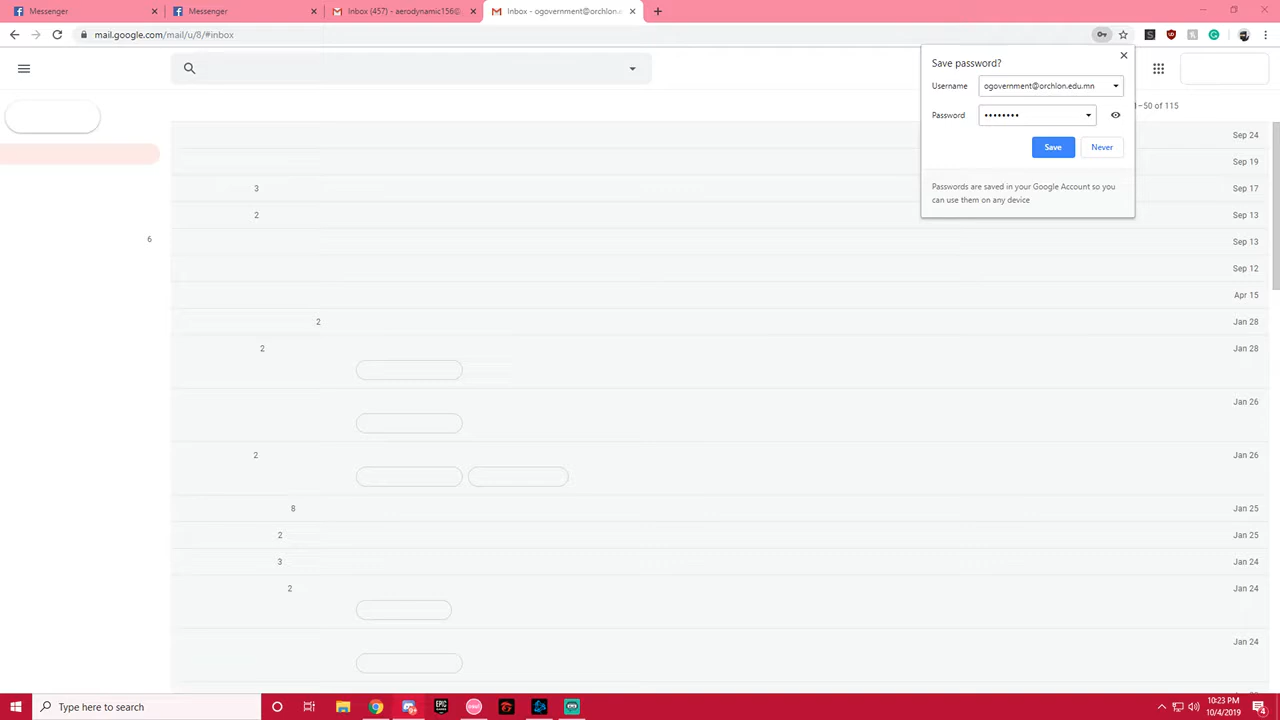 Messenger
Messenger
Inbox (457) - aerodynamic156@
Inbox - ogovernment@orchlon.e
mail.google.com/mail/u/8/#inbox
Save password?
Username ogovernment@orchlon.edu.mn
Password ••••••••
Save Never
Passwords are saved in your Google Account so you
can use them on any device
1–50 of 115
Sep 24
Sep 19
3 Sep 17
2 Sep 13
6 Sep 13
Sep 12
Apr 15
2 Jan 28
2 Jan 28
Jan 26
2 Jan 26
8 Jan 25
2 Jan 25
3 Jan 24
2 Jan 24
Jan 24
Type here to search
EPIC
GAMES
10:23 PM
10/4/2019
4